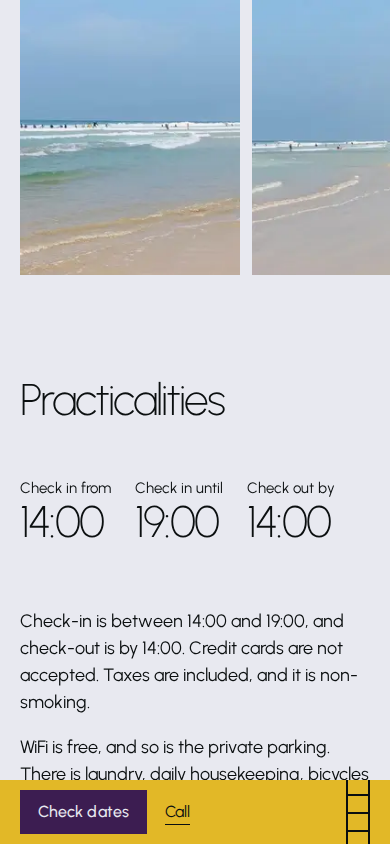 Practicalities
Check in from Check in until Check out by
14:00 19:00 14:00
Check-in is between 14:00 and 19:00, and
check-out is by 14:00. Credit cards are not
accepted. Taxes are included, and it is non-
smoking.
WiFi is free, and so is the private parking.
There is laundry, daily housekeeping, bicycles
Check dates Call